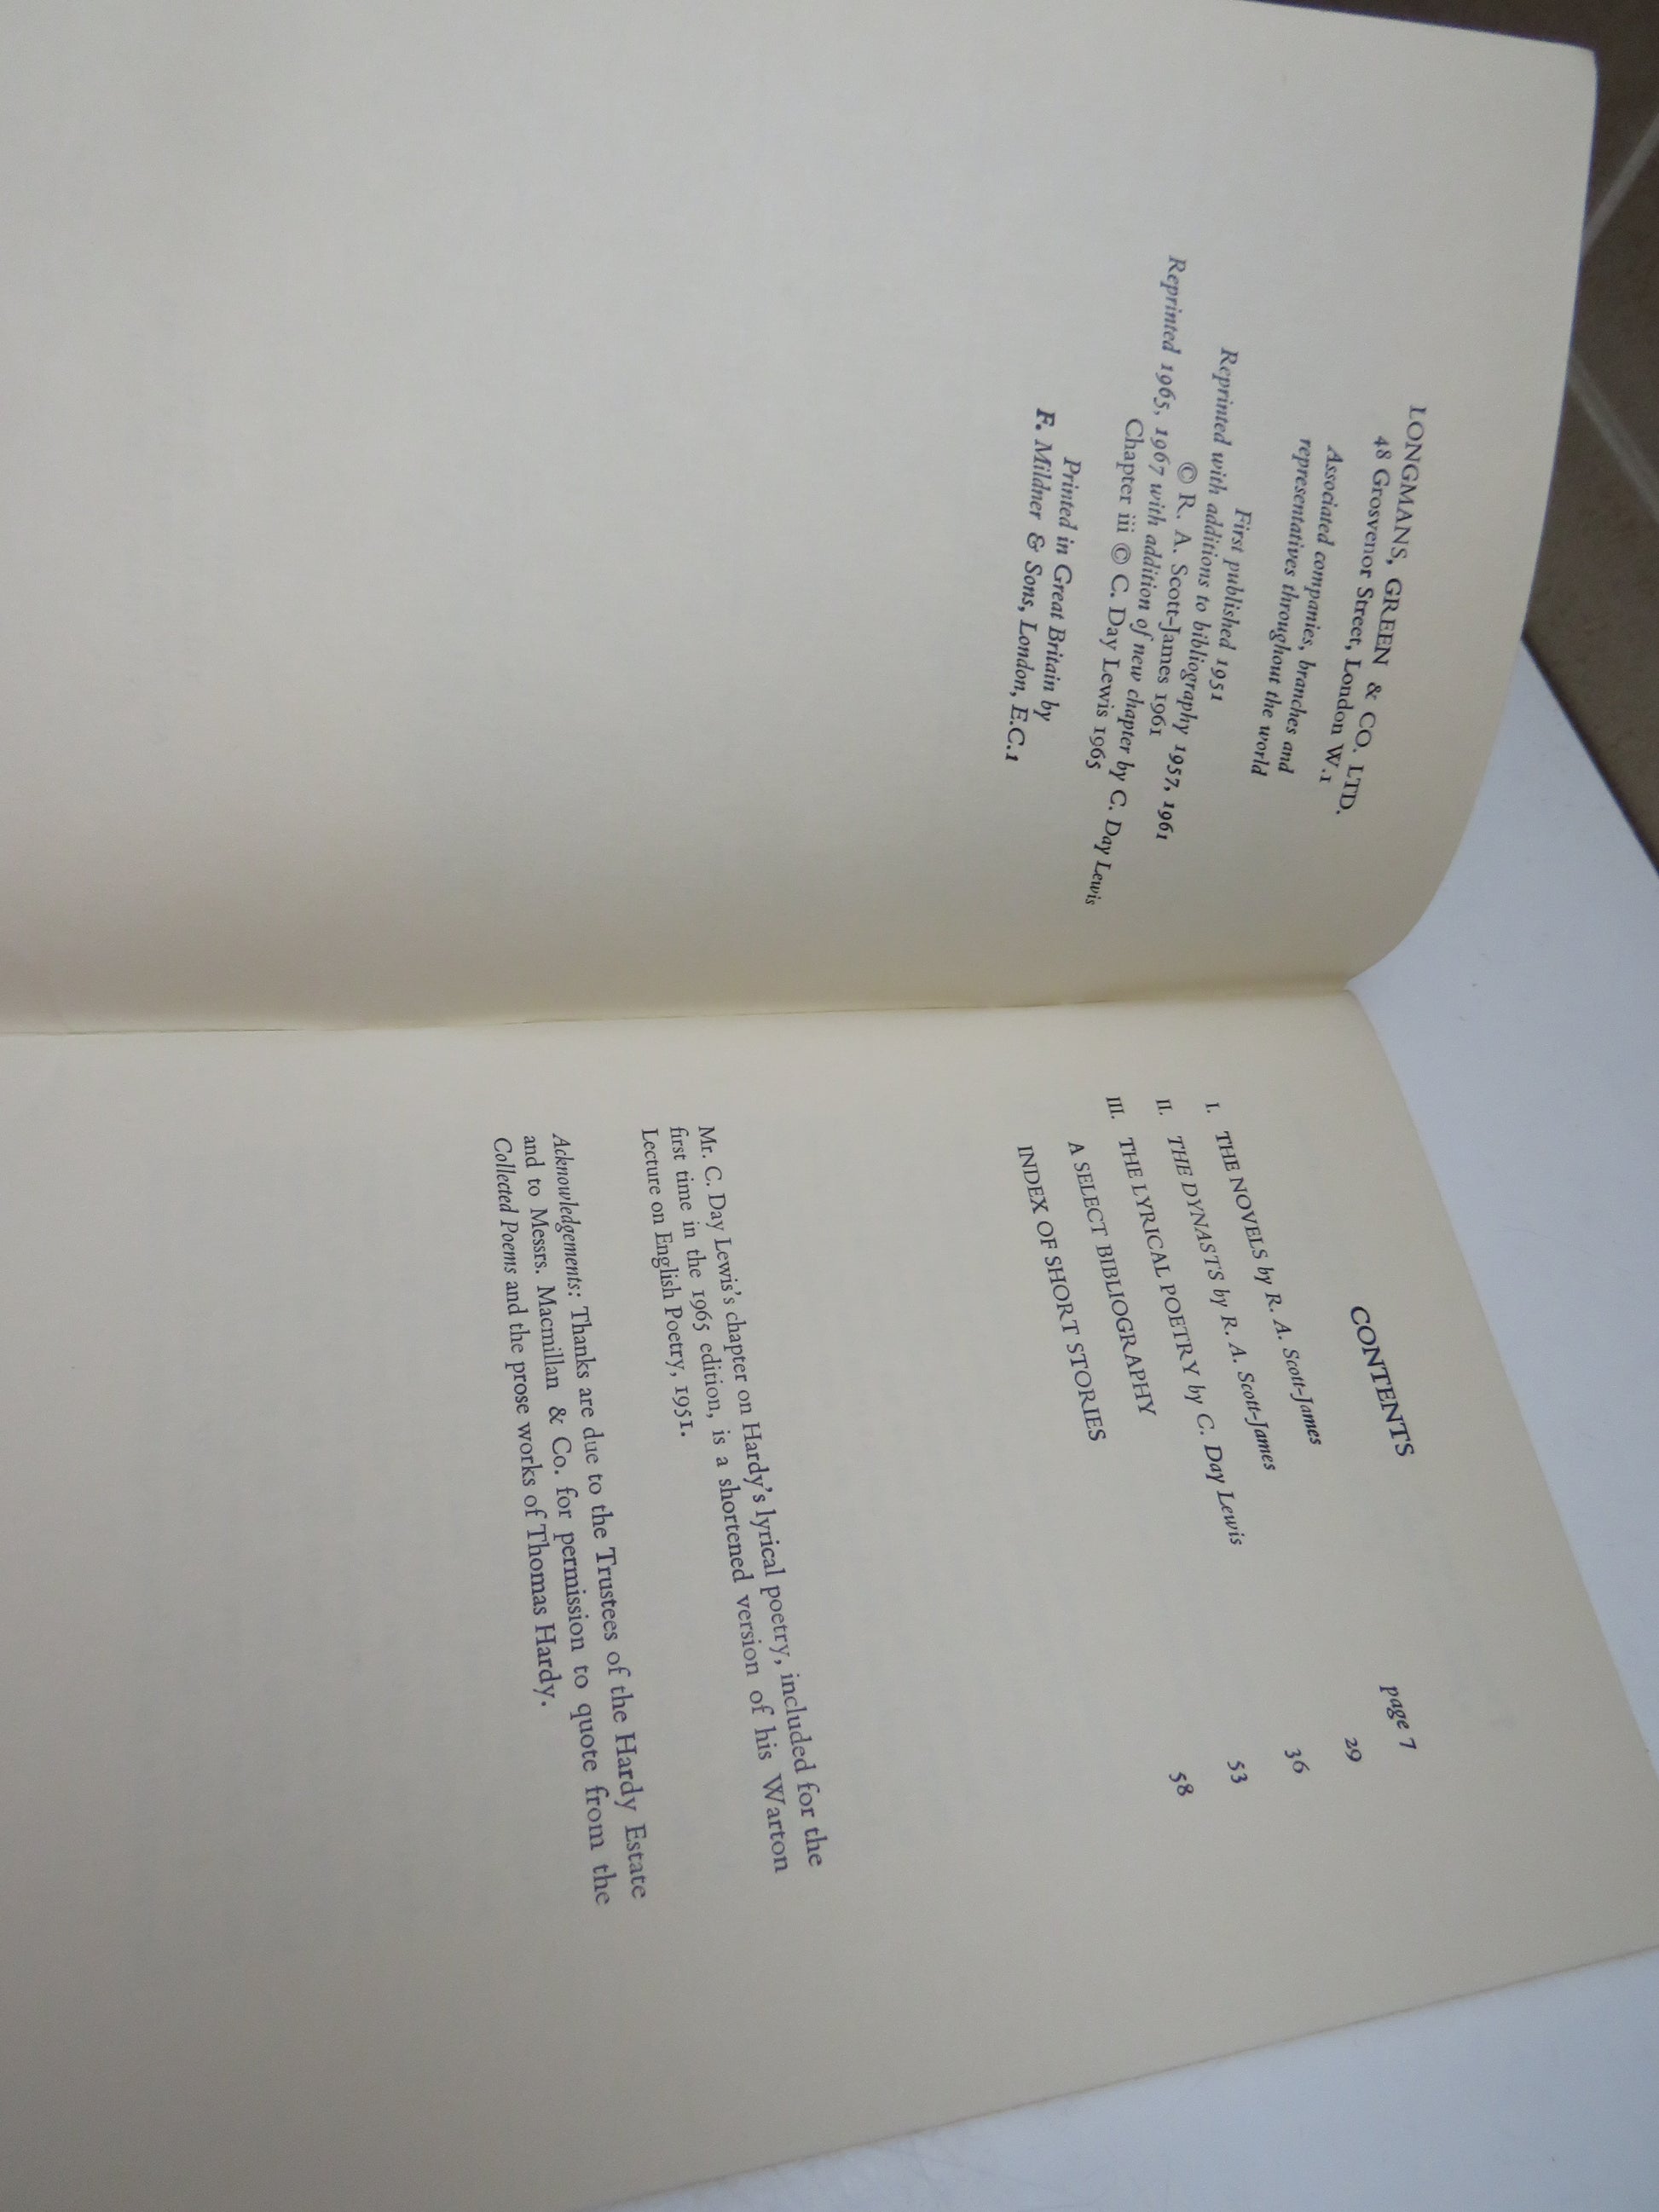 LONGMANS, GREEN & CO. LTD.
48 Grosvenor Street, London W.1
Associated companies, branches and
representatives throughout the world
First published 1951
Reprinted with additions to bibliography 1957, 1961
© R. A. Scott-James 1961
Reprinted 1965, 1967 with addition of new chapter by C. Day Lewis
Chapter iii © C. Day Lewis 1965
Printed in Great Britain by
F. Mildner & Sons, London, E.C.1
CONTENTS
I. THE NOVELS by R. A. Scott-James page 7
II. THE DYNASTS by R. A. Scott-James 29
III. THE LYRICAL POETRY by C. Day Lewis 36
A SELECT BIBLIOGRAPHY 53
INDEX OF SHORT STORIES 58
Mr. C. Day Lewis's chapter on Hardy's lyrical poetry, included for the
first time in the 1965 edition, is a shortened version of his Warton
Lecture on English Poetry, 1951.
Acknowledgements: Thanks are due to the Trustees of the Hardy Estate
and to Messrs. Macmillan & Co. for permission to quote from the
Collected Poems and the prose works of Thomas Hardy.